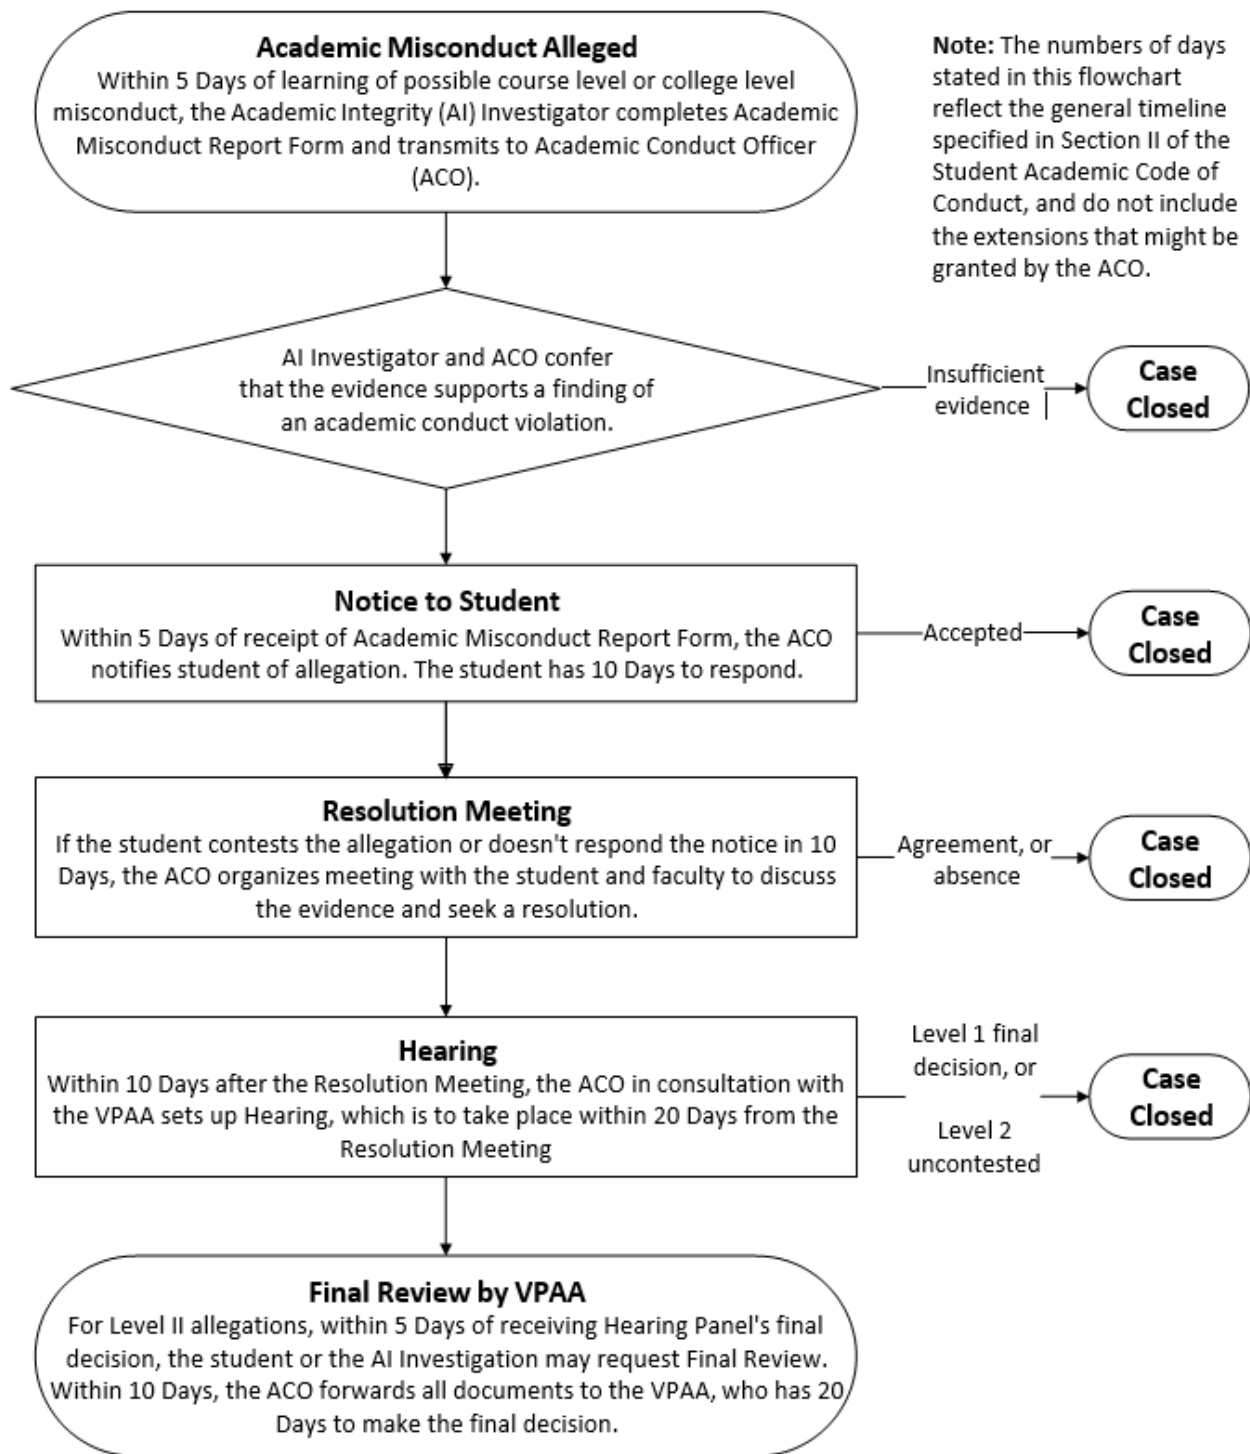 Academic Misconduct Alleged
Within 5 Days of learning of possible course level or college level
misconduct, the Academic Integrity (AI) Investigator completes Academic
Misconduct Report Form and transmits to Academic Conduct Officer
(ACO).
Note: The numbers of days
stated in this flowchart
reflect the general timeline
specified in Section II of the
Student Academic Code of
Conduct, and do not include
the extensions that might be
granted by the ACO.
AI Investigator and ACO confer
that the evidence supports a finding of
an academic conduct violation.
Insufficient
evidence
Case
Closed
Notice to Student
Within 5 Days of receipt of Academic Misconduct Report Form, the ACO
notifies student of allegation. The student has 10 Days to respond.
Accepted
Case
Closed
Resolution Meeting
If the student contests the allegation or doesn't respond the notice in 10
Days, the ACO organizes meeting with the student and faculty to discuss
the evidence and seek a resolution.
Agreement, or
absence
Case
Closed
Hearing
Within 10 Days after the Resolution Meeting, the ACO in consultation with
the VPAA sets up Hearing, which is to take place within 20 Days from the
Resolution Meeting
Level 1 final
decision, or
Level 2
uncontested
Case
Closed
Final Review by VPAA
For Level II allegations, within 5 Days of receiving Hearing Panel's final
decision, the student or the AI Investigation may request Final Review.
Within 10 Days, the ACO forwards all documents to the VPAA, who has 20
Days to make the final decision.